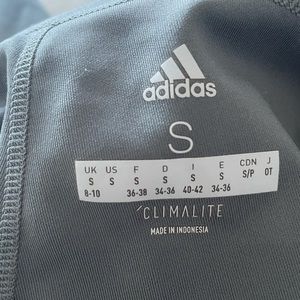 adidas
S
UK US F D I E CDN J
S S S S S S S/P OT
8-10 36-38 34-36 40-42 34-36
CLIMALITE
MADE IN INDONESIA